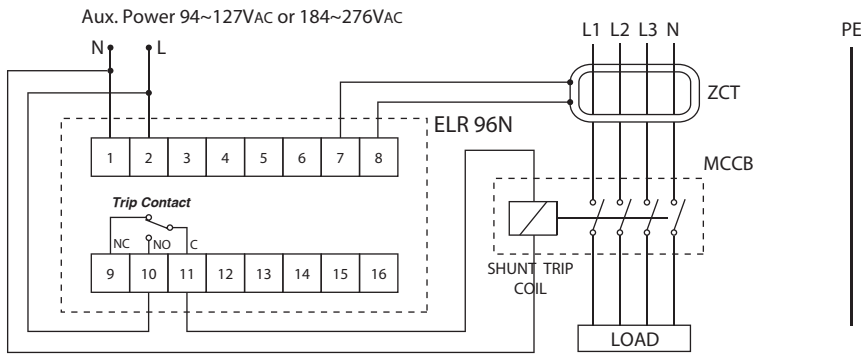 Aux. Power 94~127VAC or 184~276VAC
N L
L1 L2 L3 N
PE
ZCT
ELR 96N
1 2 3 4 5 6 7 8
MCCB
Trip Contact
NC NO C
9 10 11 12 13 14 15 16
SHUNT TRIP
COIL
LOAD